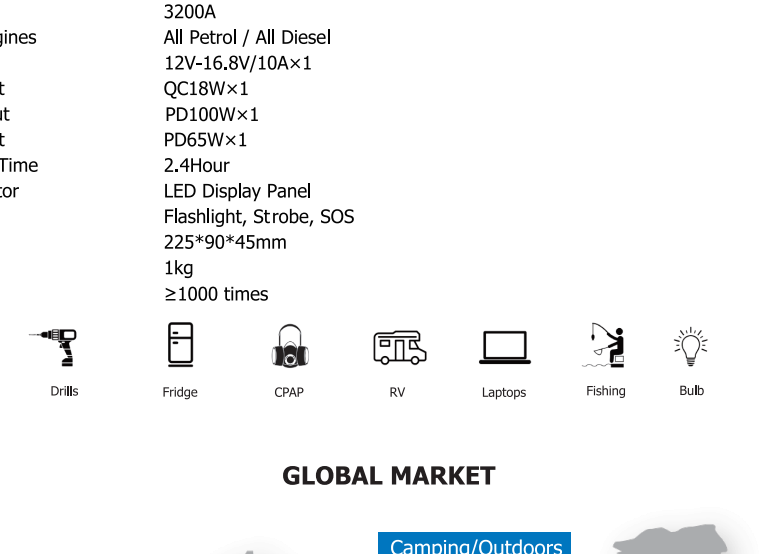 3200A
gines All Petrol / All Diesel
12V-16.8V/10A×1
t QC18W×1
ut PD100W×1
t PD65W×1
Time 2.4Hour
tor LED Display Panel
Flashlight, Strobe, SOS
225*90*45mm
1kg
≥1000 times
Drills Fridge CPAP RV Laptops Fishing Bulb
GLOBAL MARKET
Camping/Outdoors